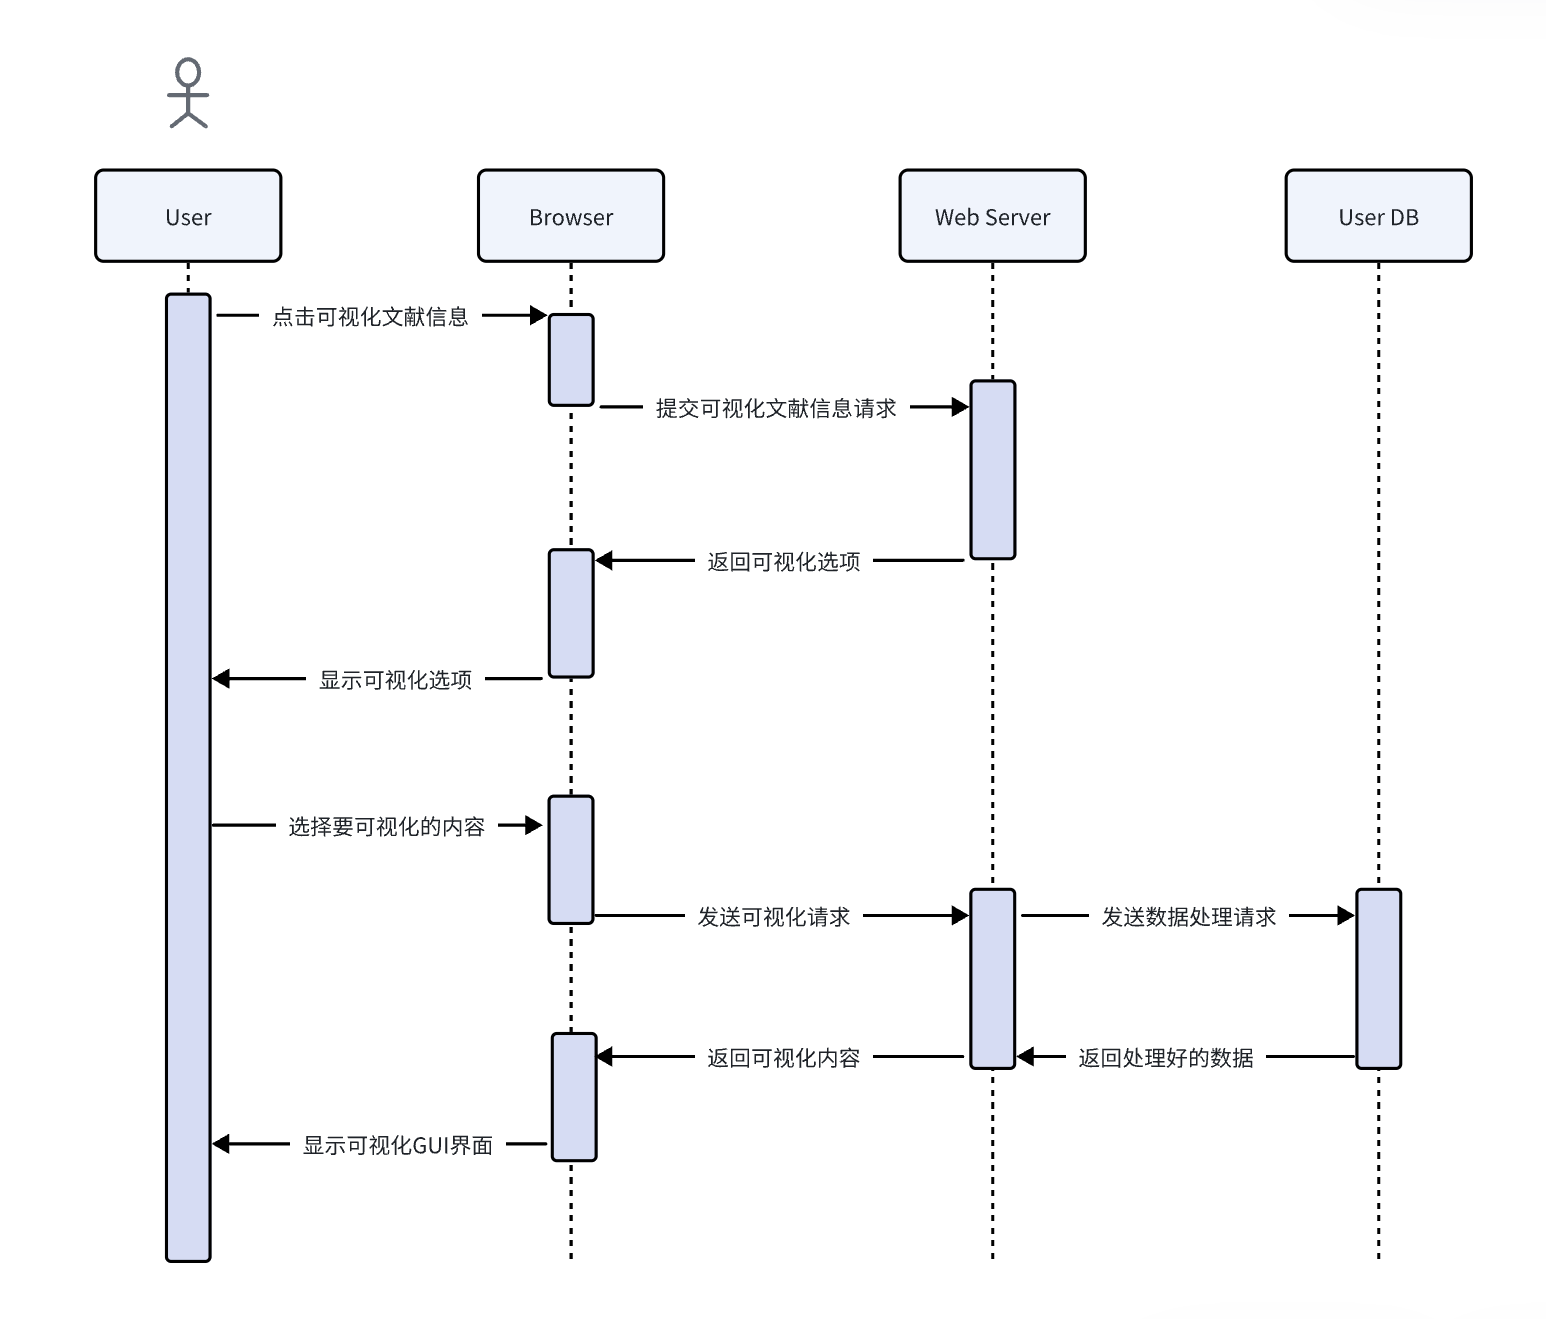 User
Browser
Web Server
User DB
点击可视化文献信息
提交可视化文献信息请求
返回可视化选项
显示可视化选项
选择要可视化的内容
发送可视化请求
发送数据处理请求
返回可视化内容
返回处理好的数据
显示可视化GUI界面